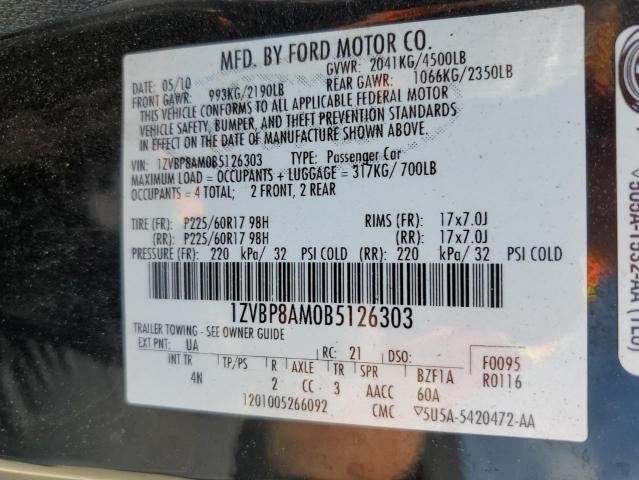 MFD. BY FORD MOTOR CO.
DATE: 05/10 GVWR: 2041KG/4500LB
FRONT GAWR: 993KG/2190LB REAR GAWR: 1066KG/2350LB
THIS VEHICLE CONFORMS TO ALL APPLICABLE FEDERAL MOTOR
VEHICLE SAFETY, BUMPER, AND THEFT PREVENTION STANDARDS
IN EFFECT ON THE DATE OF MANUFACTURE SHOWN ABOVE.
VIN: 1ZVBP8AM0B5126303 TYPE: Passenger Car
MAXIMUM LOAD = OCCUPANTS + LUGGAGE = 317KG/ 700LB
OCCUPANTS = 4 TOTAL; 2 FRONT, 2 REAR
TIRE (FR): P225/60R17 98H RIMS (FR): 17x7.0J
(RR): P225/60R17 98H (RR): 17x7.0J
PRESSURE (FR): 220 kPa/ 32 PSI COLD (RR): 220 kPa/ 32 PSI COLD
1ZVBP8AM0B5126303
TRAILER TOWING - SEE OWNER GUIDE
EXT PNT: UA RC: 21 DSO: F0095
INT TR TP/PS R AXLE TR SPR BZF1A R0116
4N 2 CC 3 AACC 60A
1201005266092 CMC ▽5U5A-5420472-AA